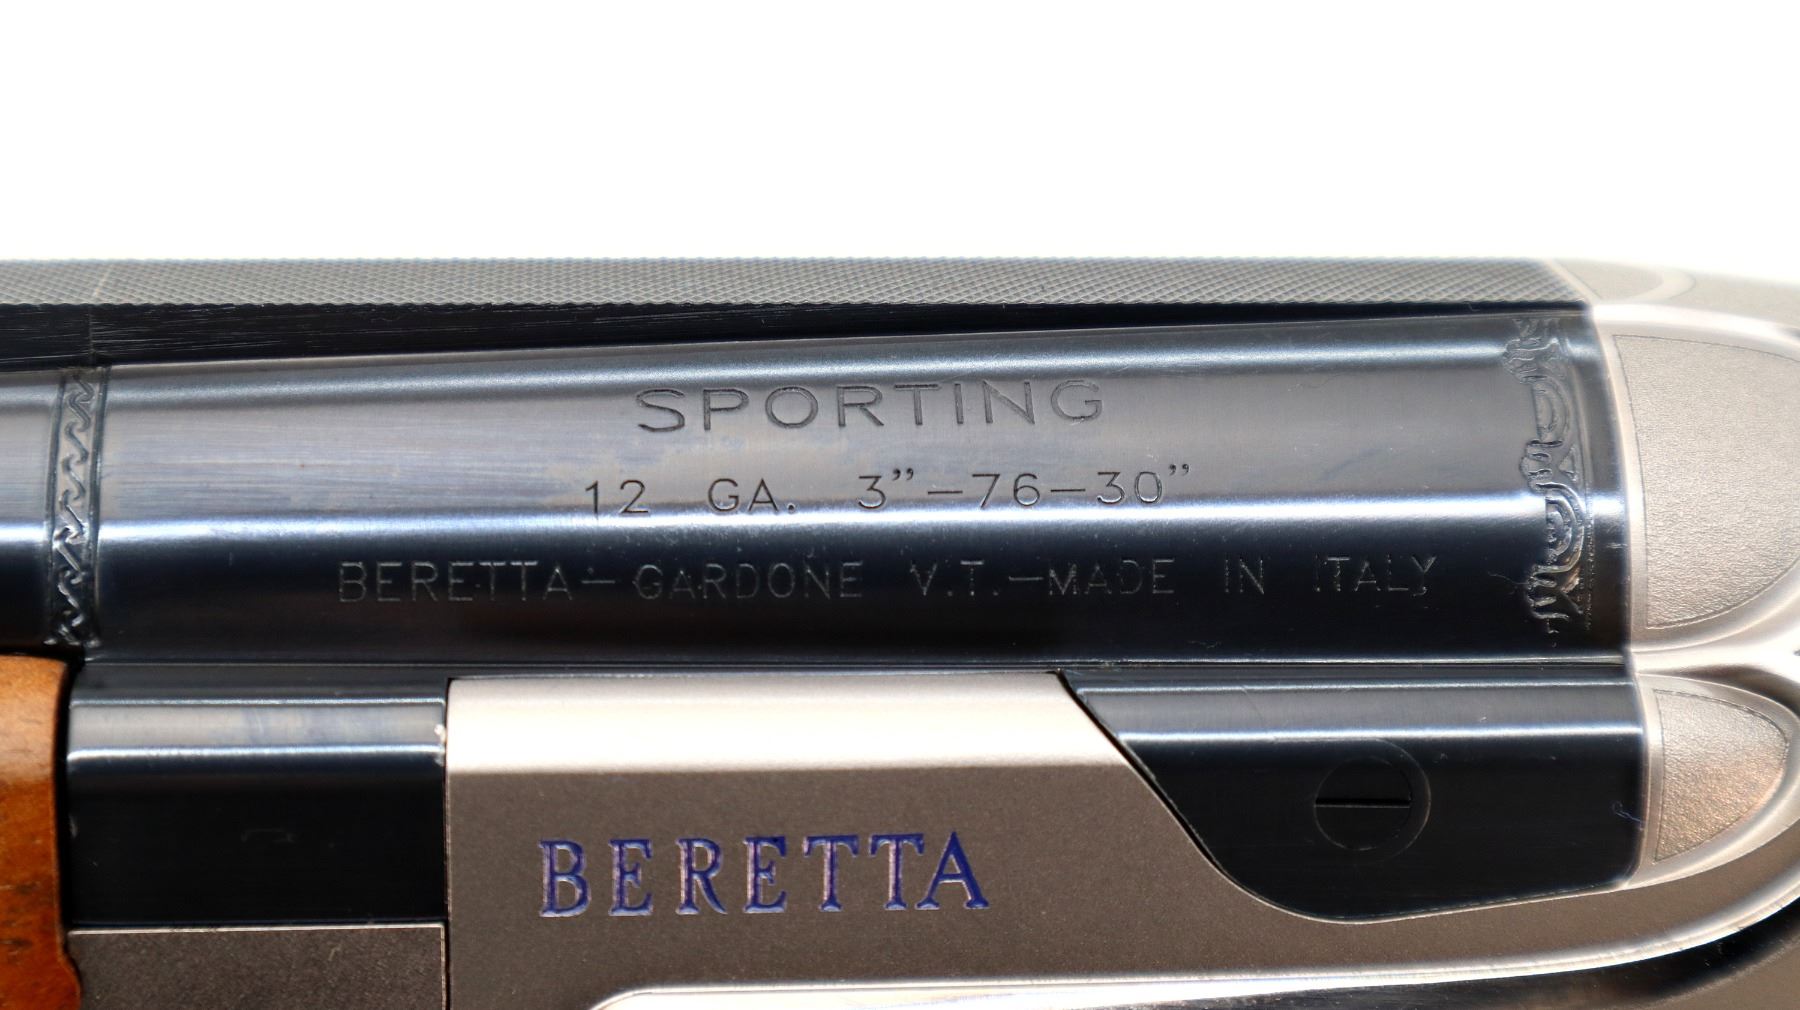 SPORTING
12 GA. 3”-76-30”
BERETTA-GARDONE V.T.-MADE IN ITALY
BERETTA